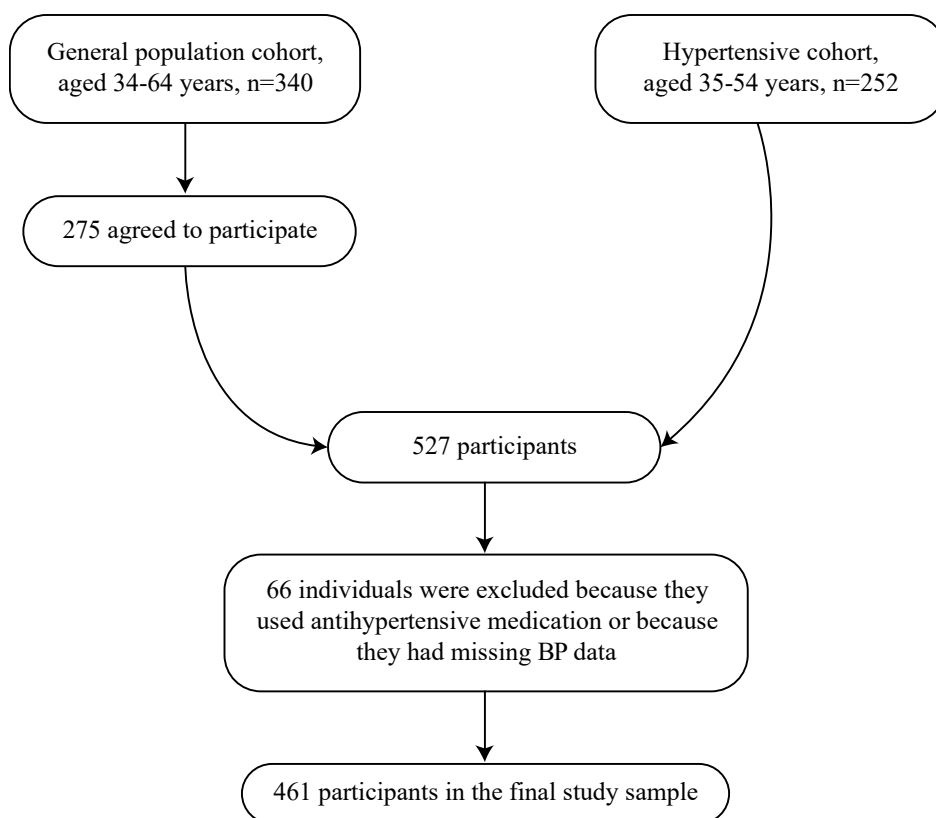 General population cohort,
aged 34-64 years, n=340
Hypertensive cohort,
aged 35-54 years, n=252
275 agreed to participate
527 participants
66 individuals were excluded because they
used antihypertensive medication or because
they had missing BP data
461 participants in the final study sample